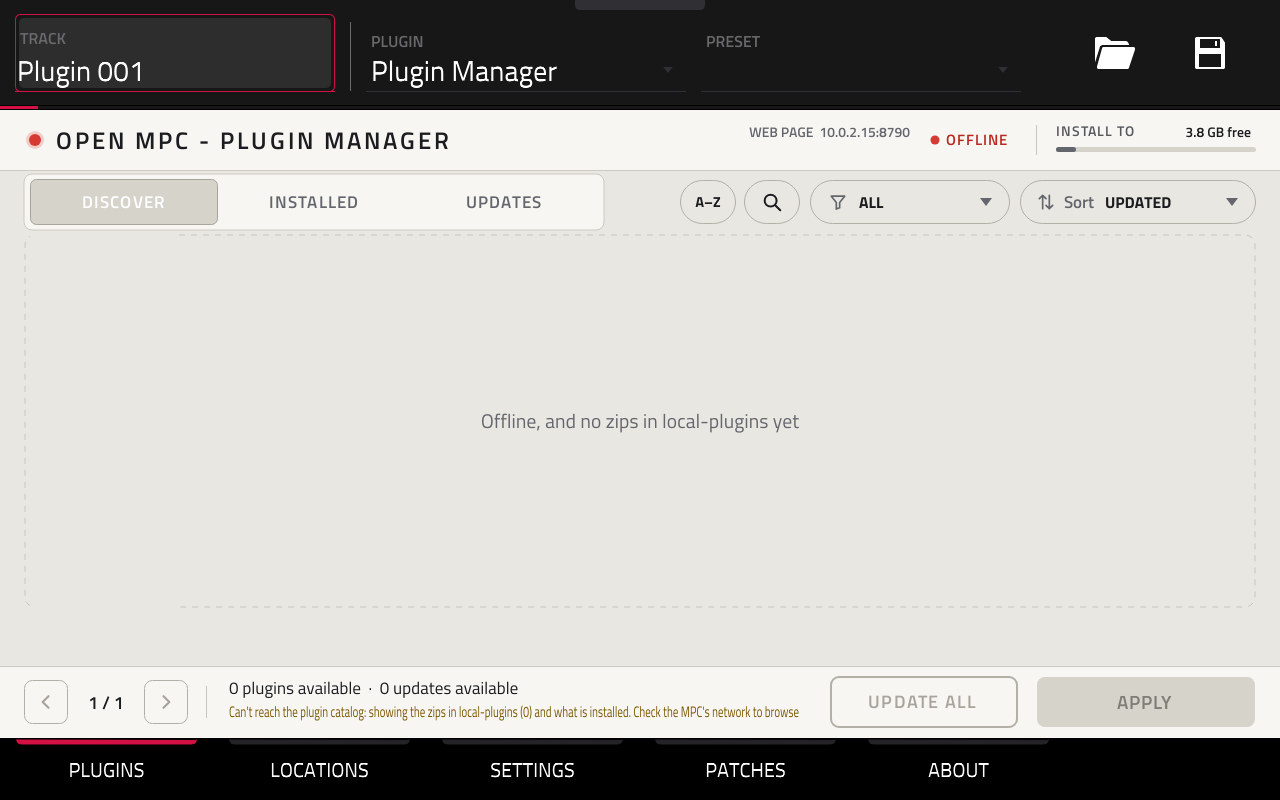 TRACK
Plugin 001
PLUGIN
Plugin Manager
PRESET
OPEN MPC - PLUGIN MANAGER
WEB PAGE 10.0.2.15:8790
OFFLINE
INSTALL TO
3.8 GB free
DISCOVER
INSTALLED
UPDATES
A–Z
ALL
Sort UPDATED
Offline, and no zips in local-plugins yet
1 / 1
0 plugins available · 0 updates available
Can't reach the plugin catalog: showing the zips in local-plugins (0) and what is installed. Check the MPC's network to browse
UPDATE ALL
APPLY
PLUGINS
LOCATIONS
SETTINGS
PATCHES
ABOUT